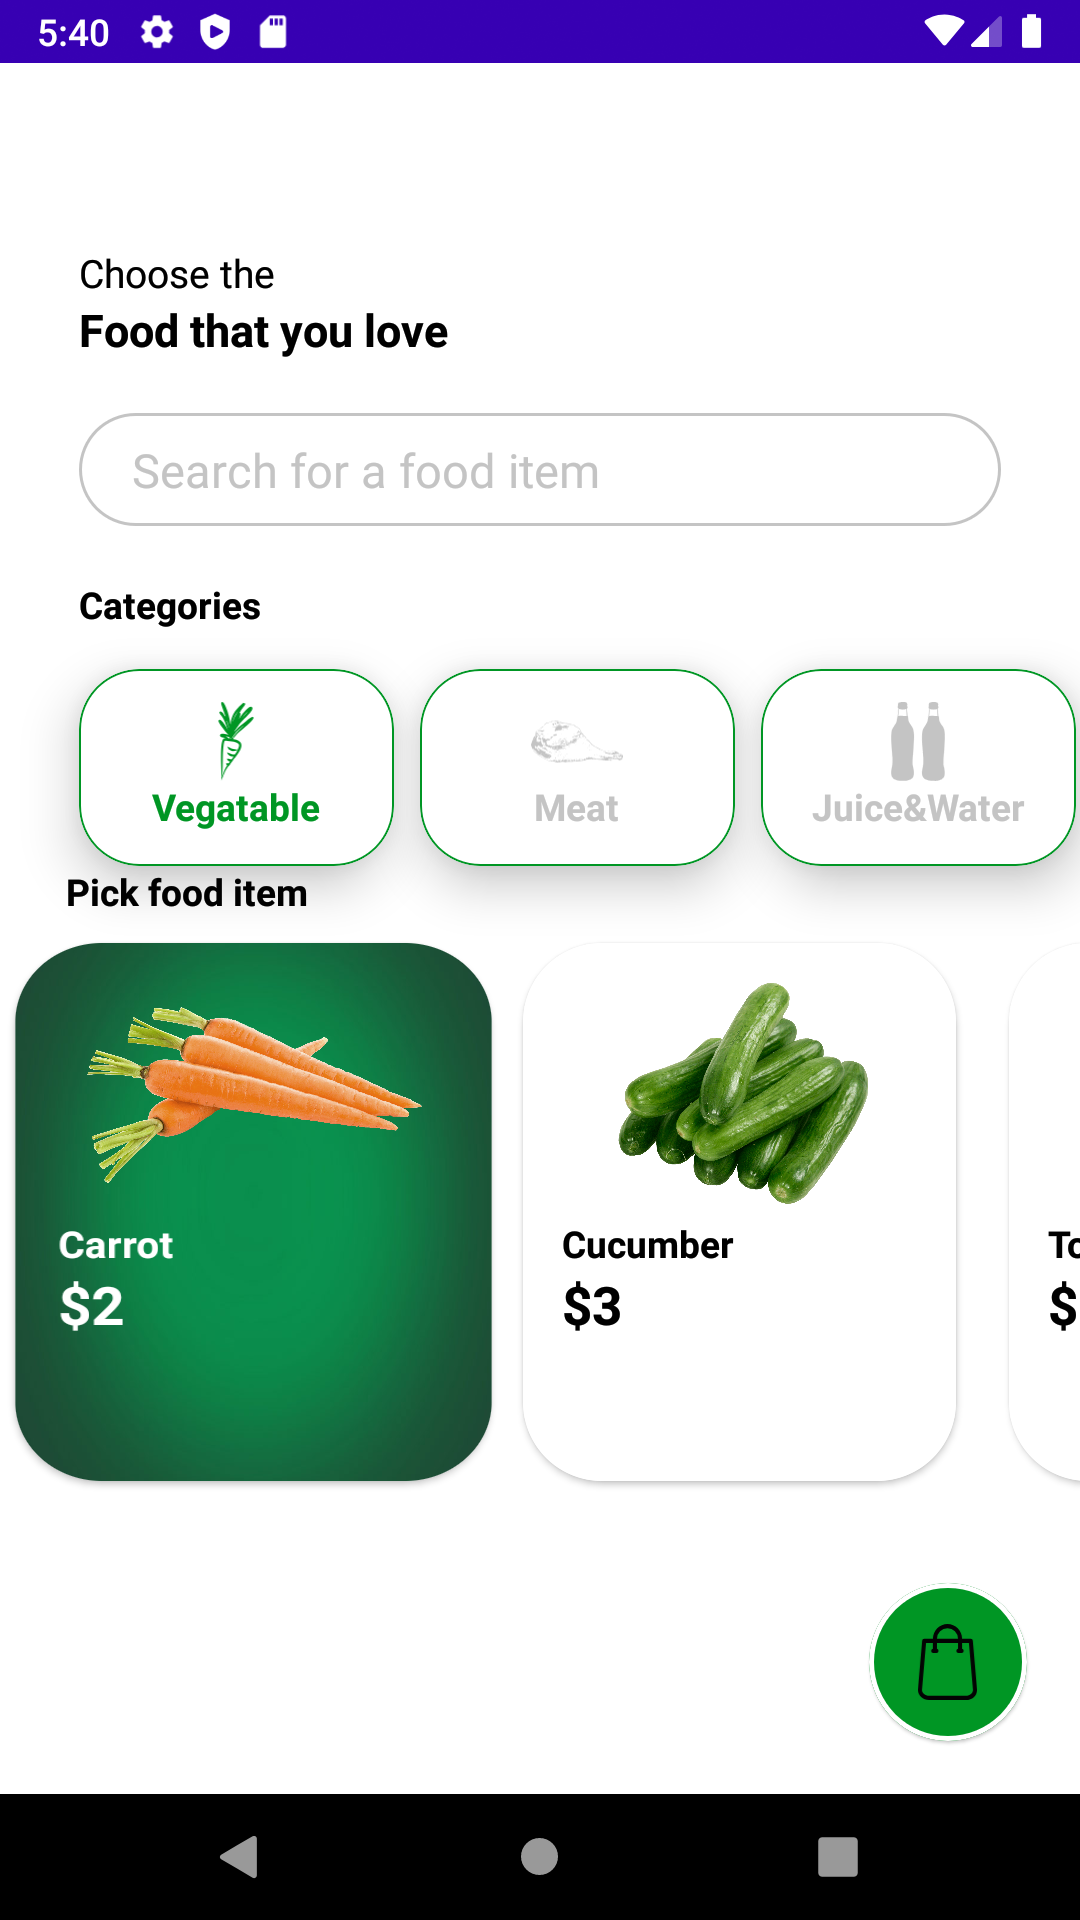 5:40
Choose the
Food that you love
Search for a food item
Categories
Vegatable
Meat
Juice&Water
Pick food item
Carrot
$2
Cucumber
$3
To
$